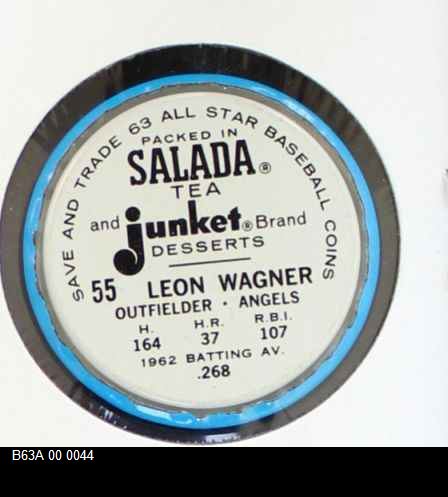 SAVE AND TRADE 63 ALL STAR BASEBALL COINS
PACKED IN
SALADA®
TEA
and junket® Brand
DESSERTS
55 LEON WAGNER
OUTFIELDER · ANGELS
H. H.R. R.B.I.
164 37 107
1962 BATTING AV.
.268
B63A 00 0044